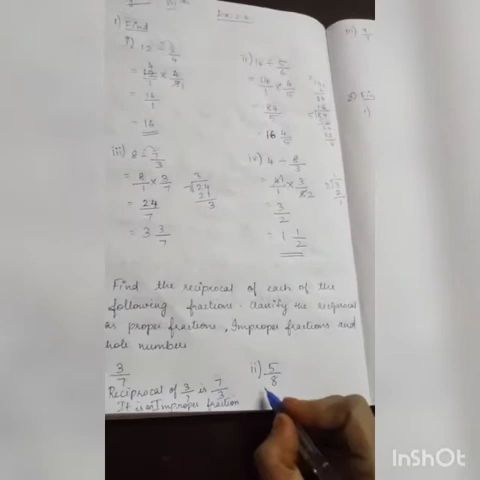 Ex 2.3
1) Find
i) 12 ÷ 3/4
= 12/1 × 4/3
= 16/1
= 16
ii) 14 ÷ 5/6
= 14/1 × 6/5
= 84/5
= 16 4/5
iii) 8 ÷ 7/3
= 8/1 × 3/7
= 24/7
= 3 3/7
iv) 4 ÷ 8/3
= 4/1 × 3/8
= 3/2
= 1 1/2
Find the reciprocal of each of the
following fractions. Clasify the reciprocal
as proper fractions, Improper fractions and
hole numbers
3/7
Reciprocal of 3/7 is 7/3
It is Improper fraction
ii) 5/8
InShOt